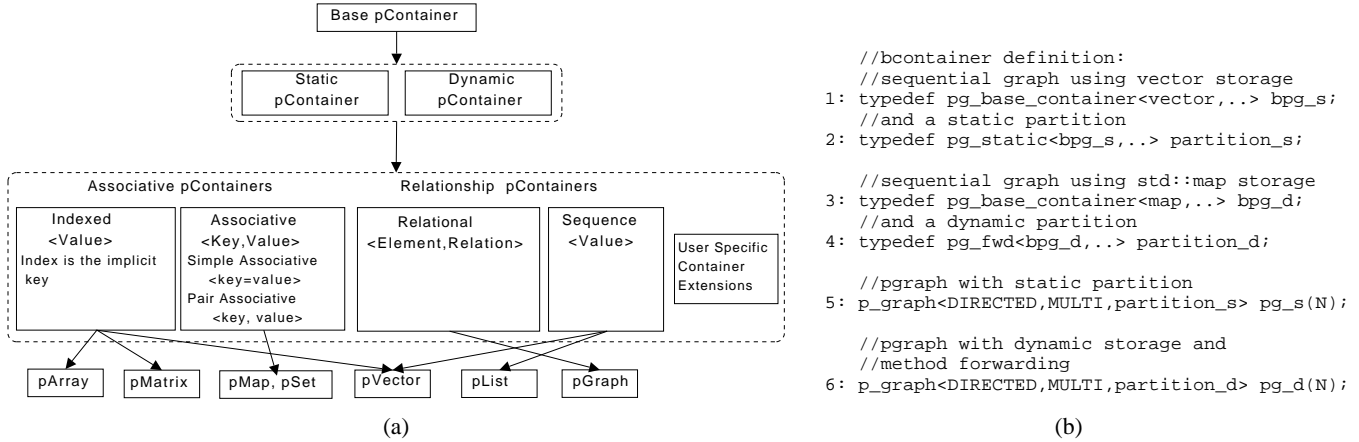 Base pContainer
Static
pContainer
Dynamic
pContainer
Associative pContainers
Relationship pContainers
Indexed
<Value>
Index is the implicit
key
Associative
<Key,Value>
Simple Associative
<key=value>
Pair Associative
<key, value>
Relational
<Element,Relation>
Sequence
<Value>
User Specific
Container
Extensions
pArray
pMatrix
pMap, pSet
pVector
pList
pGraph
(a)
//bcontainer definition:
//sequential graph using vector storage
1: typedef pg_base_container<vector,..> bpg_s;
//and a static partition
2: typedef pg_static<bpg_s,..> partition_s;
//sequential graph using std::map storage
3: typedef pg_base_container<map,..> bpg_d;
//and a dynamic partition
4: typedef pg_fwd<bpg_d,..> partition_d;
//pgraph with static partition
5: p_graph<DIRECTED,MULTI,partition_s> pg_s(N);
//pgraph with dynamic storage and
//method forwarding
6: p_graph<DIRECTED,MULTI,partition_d> pg_d(N);
(b)